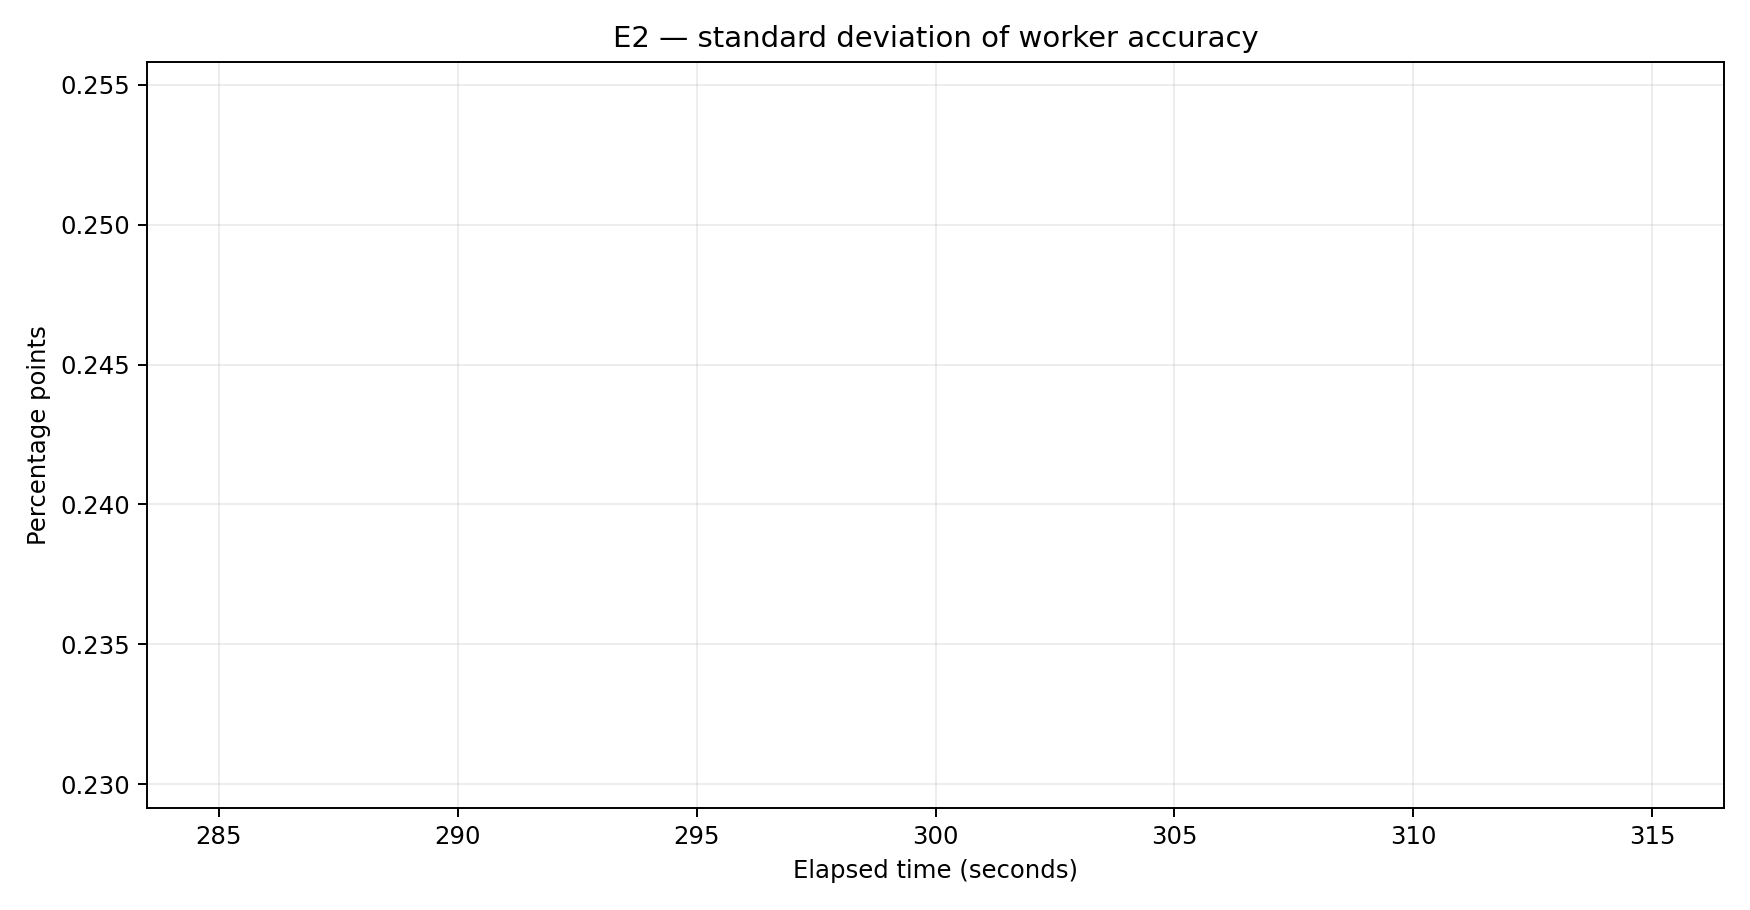 E2 — standard deviation of worker accuracy
0.255
0.250
0.245
0.240
0.235
0.230
Percentage points
285 290 295 300 305 310 315
Elapsed time (seconds)